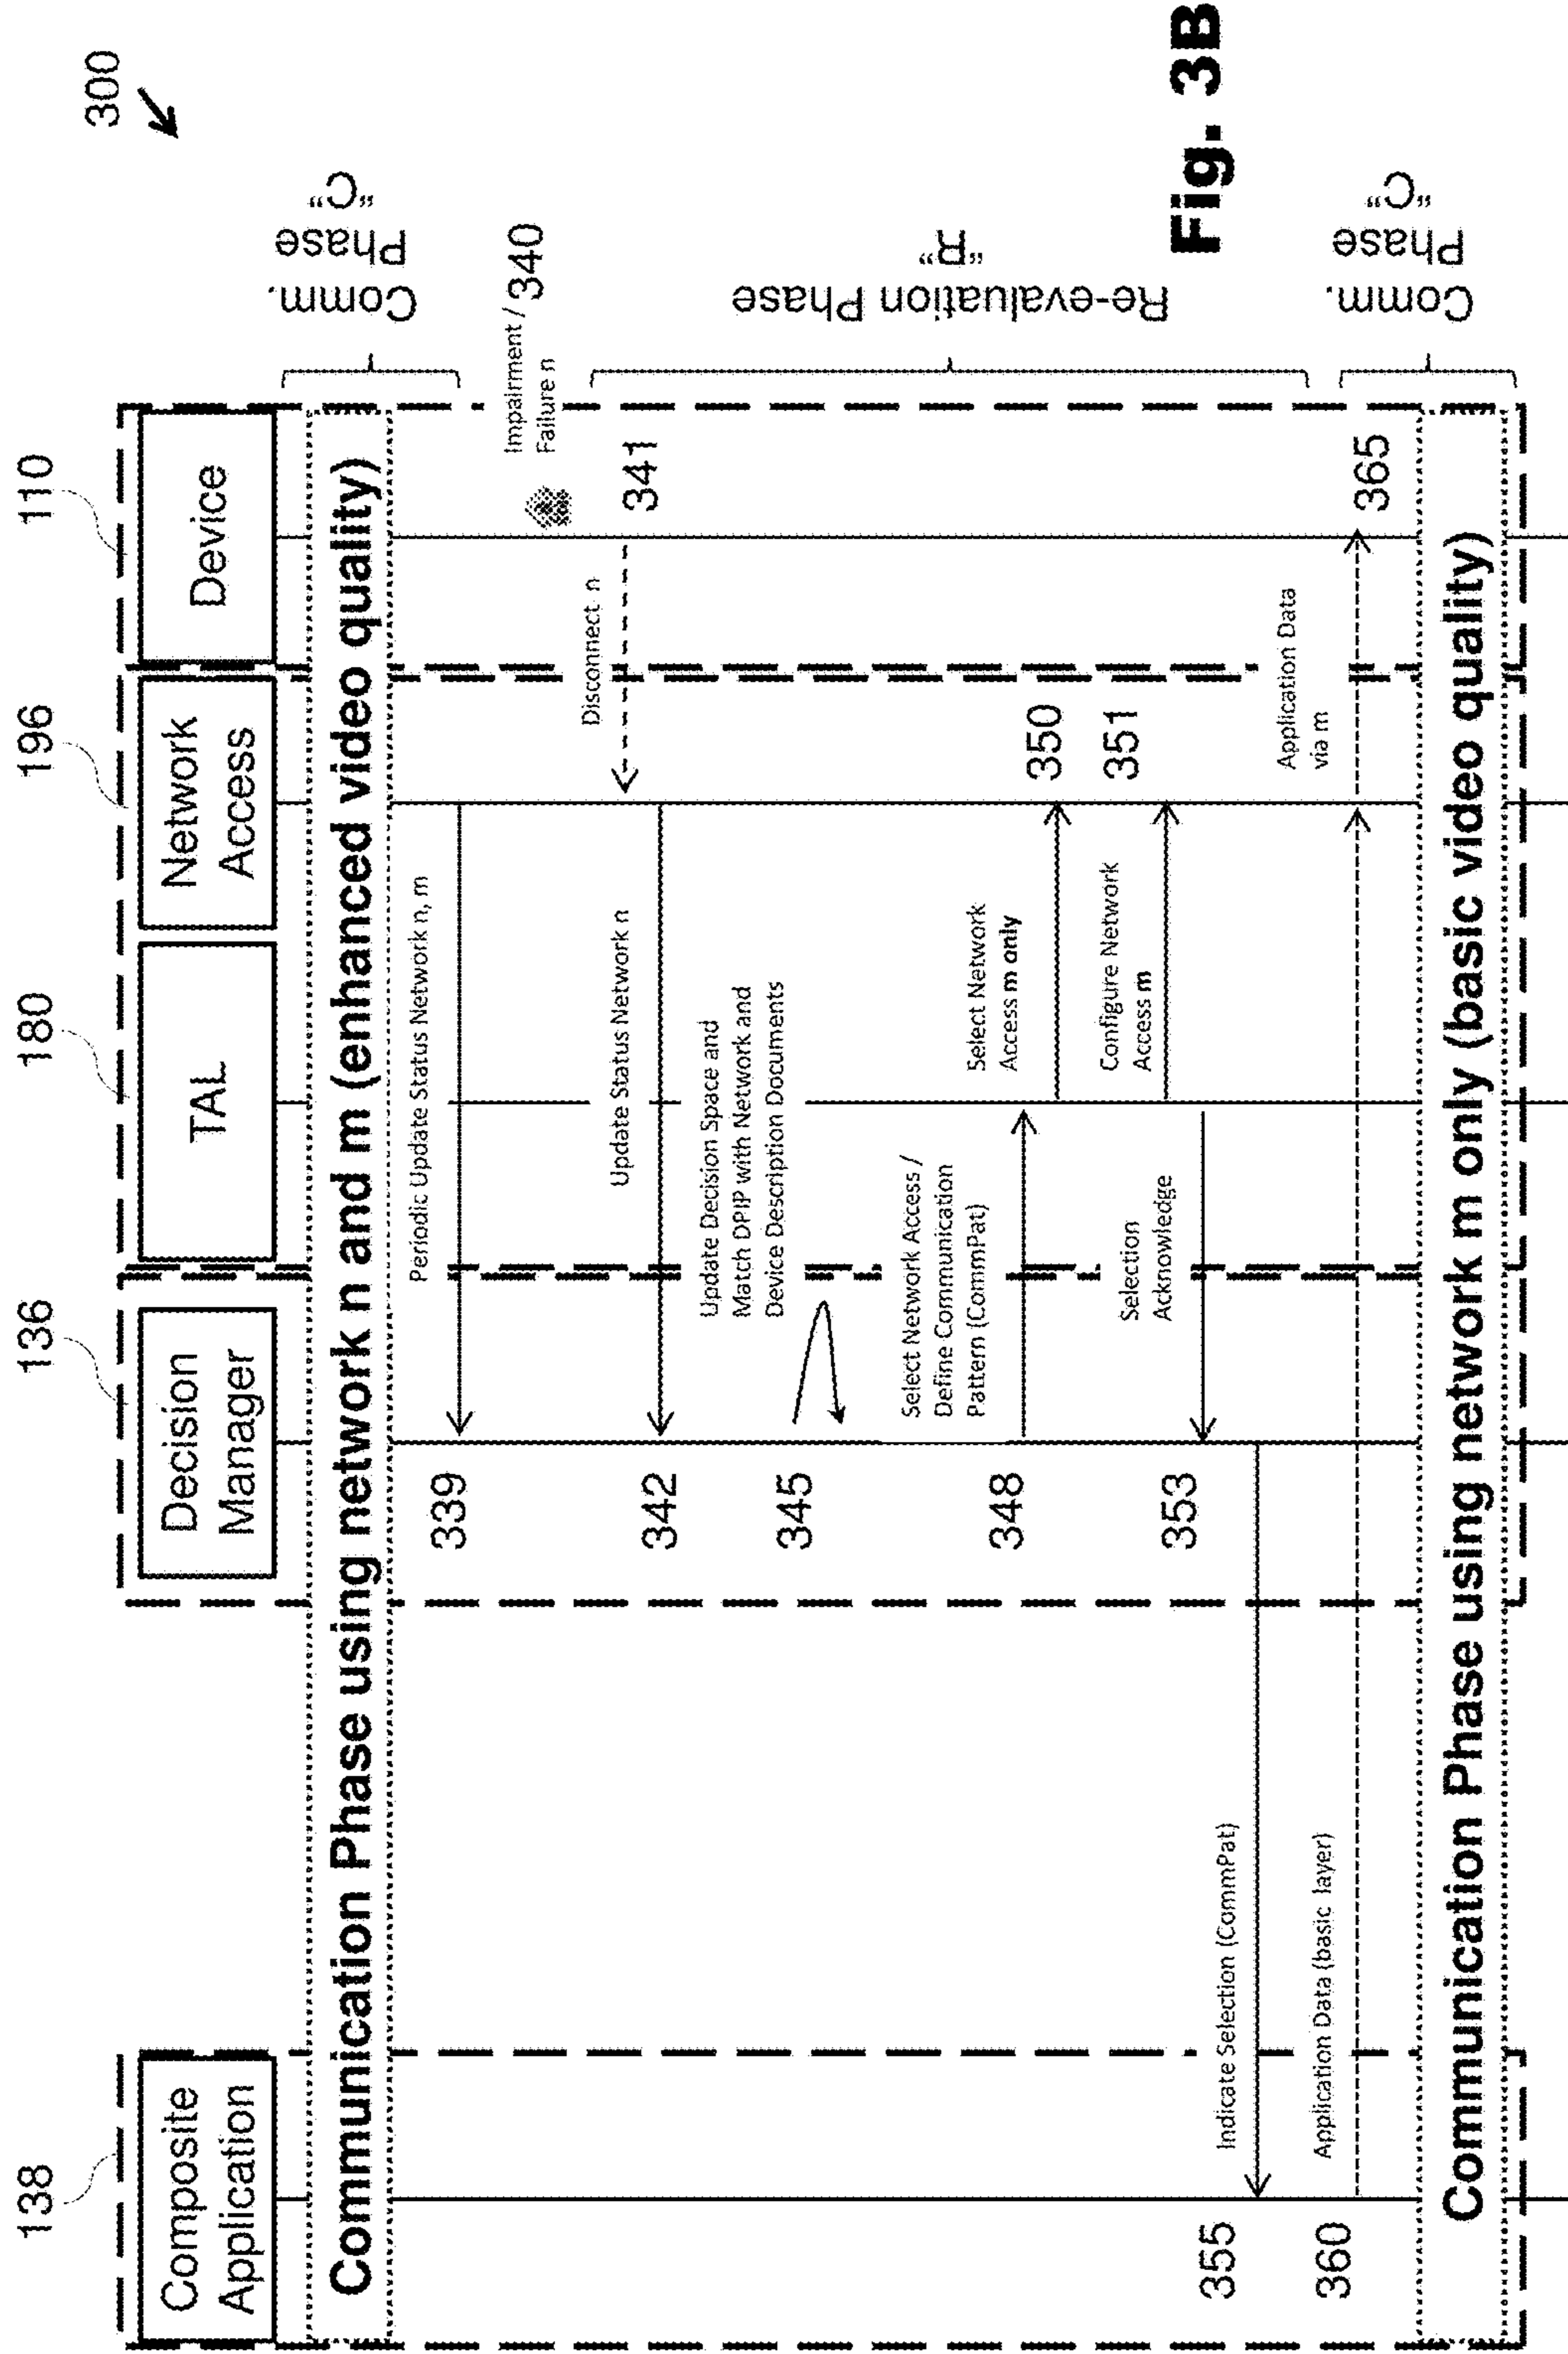 300
138
136
180
196
110
Composite
Application
Decision
Manager
TAL
Network
Access
Device
Communication Phase using network n and m (enhanced video quality)
Comm.
Phase
“C”
339
Periodic Update Status Network n, m
Impairment /
Failure n
340
Disconnect n
341
342
Update Status Network n
Re-evaluation Phase
“R”
345
Update Decision Space and
Match DPIP with Network and
Device Description Documents
348
Select Network Access /
Define Communication
Pattern (CommPat)
Select Network
Access m only
350
Configure Network
Access m
351
353
Selection
Acknowledge
355
Indicate Selection (CommPat)
360
Application Data (basic layer)
Application Data
via m
365
Communication Phase using network m only (basic video quality)
Comm.
Phase
“C”
Fig. 3B